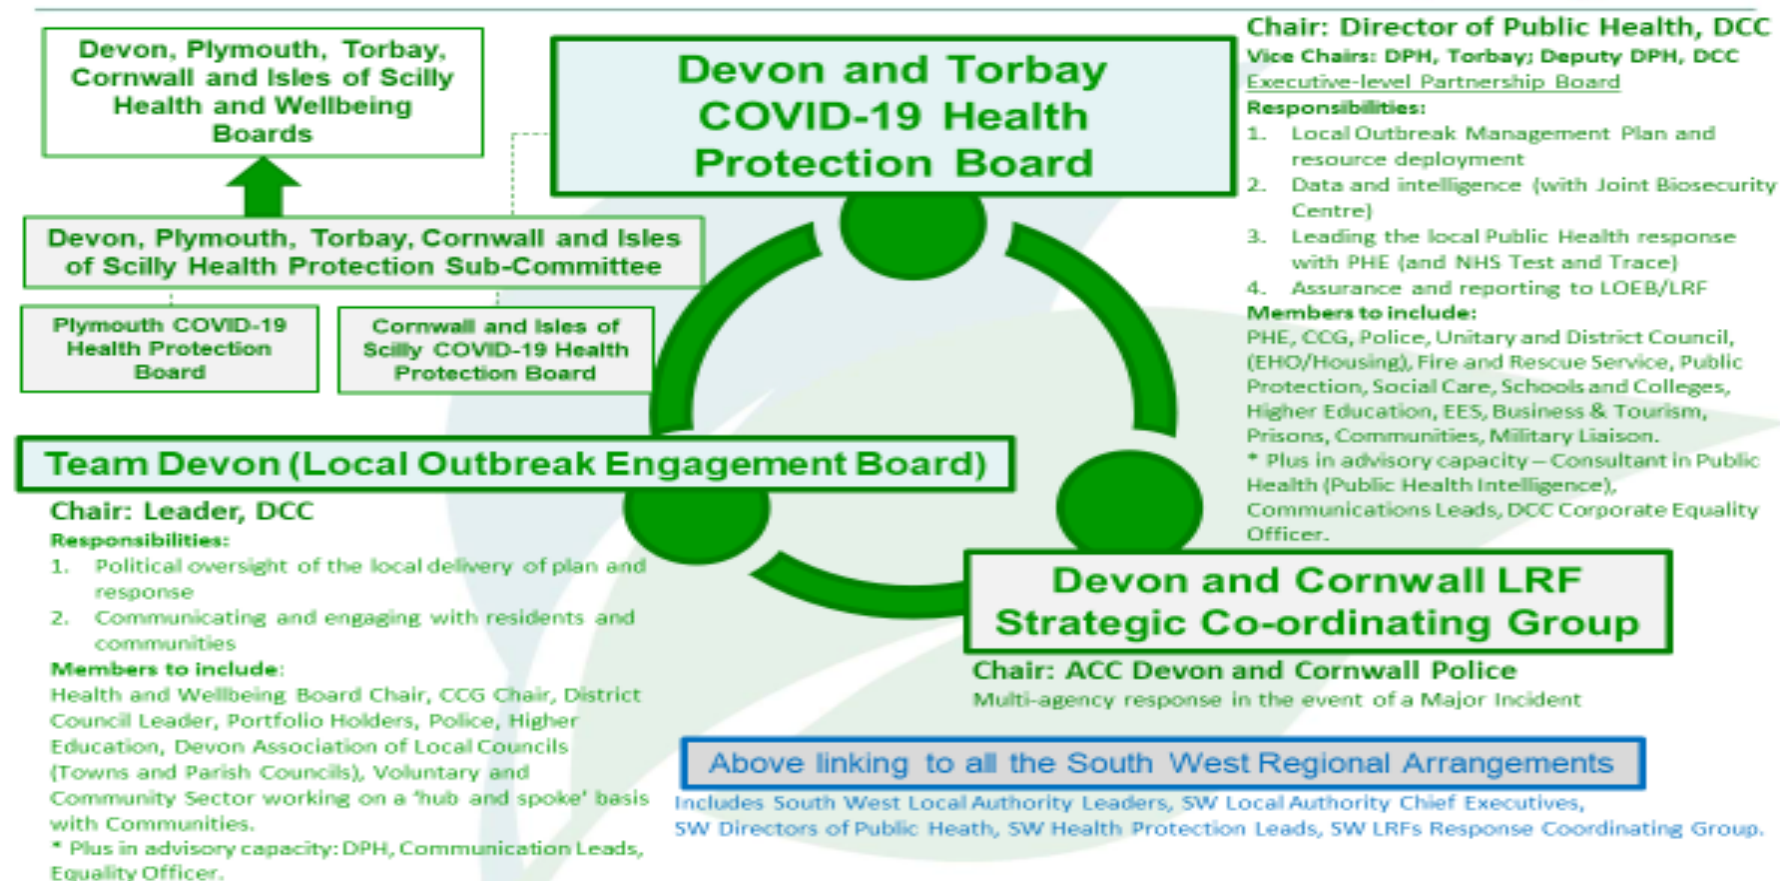 Devon, Plymouth, Torbay,
Cornwall and Isles of Scilly
Health and Wellbeing
Boards
Devon, Plymouth, Torbay, Cornwall and Isles
of Scilly Health Protection Sub-Committee
Plymouth COVID-19
Health Protection
Board
Cornwall and Isles of
Scilly COVID-19 Health
Protection Board
Devon and Torbay
COVID-19 Health
Protection Board
Chair: Director of Public Health, DCC
Vice Chairs: DPH, Torbay; Deputy DPH, DCC
Executive-level Partnership Board
Responsibilities:
1. Local Outbreak Management Plan and
resource deployment
2. Data and intelligence (with Joint Biosecurity
Centre)
3. Leading the local Public Health response
with PHE (and NHS Test and Trace)
4. Assurance and reporting to LOEB/LRF
Members to include:
PHE, CCG, Police, Unitary and District Council,
(EHO/Housing), Fire and Rescue Service, Public
Protection, Social Care, Schools and Colleges,
Higher Education, EES, Business & Tourism,
Prisons, Communities, Military Liaison.
* Plus in advisory capacity – Consultant in Public
Health (Public Health Intelligence),
Communications Leads, DCC Corporate Equality
Officer.
Team Devon (Local Outbreak Engagement Board)
Chair: Leader, DCC
Responsibilities:
1. Political oversight of the local delivery of plan and
response
2. Communicating and engaging with residents and
communities
Members to include:
Health and Wellbeing Board Chair, CCG Chair, District
Council Leader, Portfolio Holders, Police, Higher
Education, Devon Association of Local Councils
(Towns and Parish Councils), Voluntary and
Community Sector working on a 'hub and spoke' basis
with Communities.
* Plus in advisory capacity: DPH, Communication Leads,
Equality Officer.
Devon and Cornwall LRF
Strategic Co-ordinating Group
Chair: ACC Devon and Cornwall Police
Multi-agency response in the event of a Major Incident
Above linking to all the South West Regional Arrangements
Includes South West Local Authority Leaders, SW Local Authority Chief Executives,
SW Directors of Public Heath, SW Health Protection Leads, SW LRFs Response Coordinating Group.